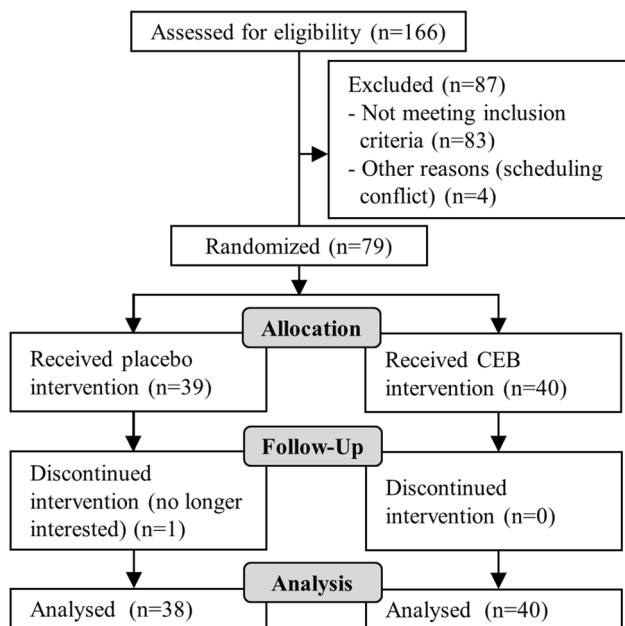 Assessed for eligibility (n=166)
Excluded (n=87)
- Not meeting inclusion
criteria (n=83)
- Other reasons (scheduling
conflict) (n=4)
Randomized (n=79)
Allocation
Received placebo
intervention (n=39)
Received CEB
intervention (n=40)
Follow-Up
Discontinued
intervention (no longer
interested) (n=1)
Discontinued
intervention (n=0)
Analysis
Analysed (n=38)
Analysed (n=40)